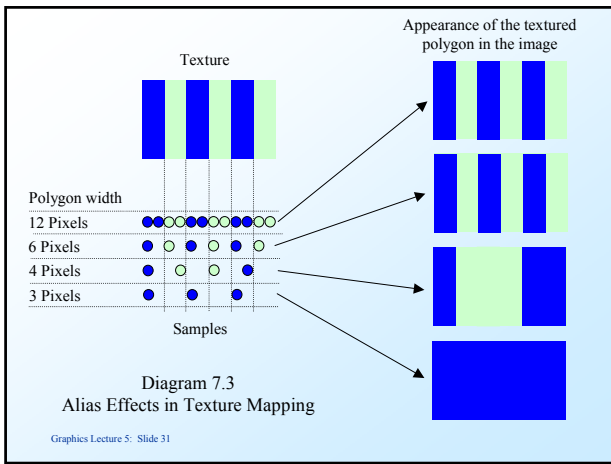 Appearance of the textured
polygon in the image
Texture
Polygon width
12 Pixels
6 Pixels
4 Pixels
3 Pixels
Samples
Diagram 7.3
Alias Effects in Texture Mapping
Graphics Lecture 5: Slide 31